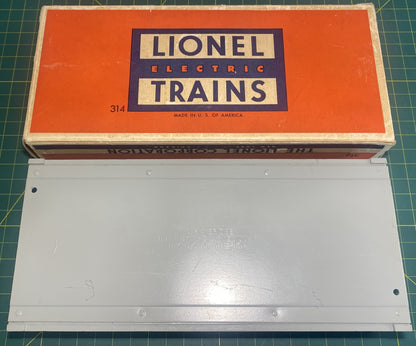 LIONEL
ELECTRIC
TRAINS
314
MADE IN U. S. OF AMERICA
THE LIONEL CORPORATION